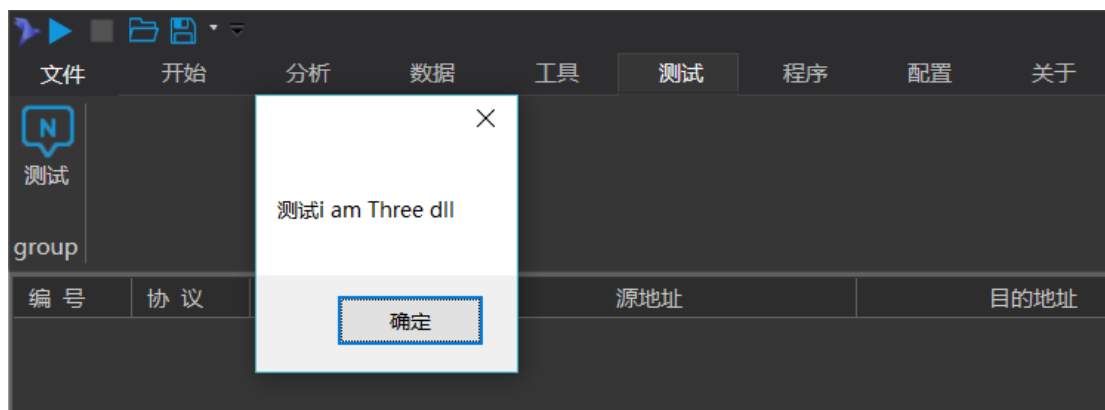 文件 开始 分析 数据 工具 测试 程序 配置 关于
N
测试
group
测试i am Three dll
确定
编 号 协 议 源地址 目的地址